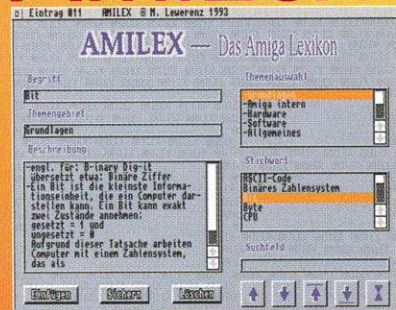 Eintrag 011 AMILEX © M. Lewerenz 1993
AMILEX — Das Amiga Lexikon
Begriff
Bit
Themengebiet
Grundlagen
Beschreibung
-engl. für: B-inary Dig-it
übersetzt etwa: Binäre Ziffer
-Ein Bit ist die kleinste Informa-
tionseinheit, die ein Computer dar-
stellen kann. Ein Bit kann exakt
zwei Zustände annehmen:
gesetzt = 1 und
ungesetzt = 0
Aufgrund dieser Tatsache arbeiten
Computer mit einem Zahlensystem,
das als
Einfügen
Sichern
Löschen
Themenauswahl
-Grundlagen
-Amiga intern
-Hardware
-Software
-Allgemeines
Stichwort
ASCII-Code
Binäres Zahlensystem
Bit
Byte
CPU
Suchfeld